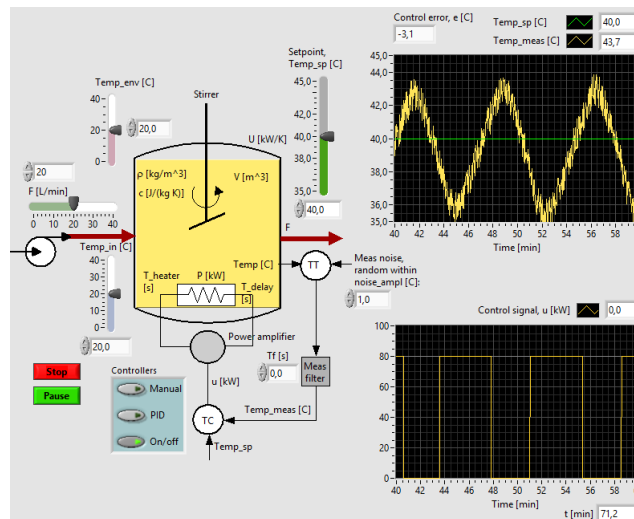 Control error, e [C]
-3,1
Temp_sp [C]
40,0
Temp_meas [C]
43,7
Setpoint,
Temp_sp [C]
45,0
43,0
40,0
38,0
35,0
40,0
Temp_env [C]
40
20
0
20,0
Stirrer
U [kW/K]
ρ [kg/m^3]
V [m^3]
c [J/(kg K)]
20
F [L/min]
0 10 20 30 40
Temp_in [C]
40
20
0
20,0
F
Temp [C]
TT
Meas noise,
random within
noise_ampl [C]:
1,0
T_heater
[s]
P [kW]
T_delay
[s]
Power amplifier
Tf [s]
0,0
Meas
filter
u [kW]
Temp_meas [C]
TC
Temp_sp
Stop
Pause
Controllers
Manual
PID
On/off
45,0
44,0
42,0
40,0
38,0
36,0
35,0
40 42 44 46 48 50 52 54 56 58
Time [min]
Control signal, u [kW]
0,0
80
60
40
20
0
40 42 44 46 48 50 52 54 56 58
Time [min]
t [min] 71,2